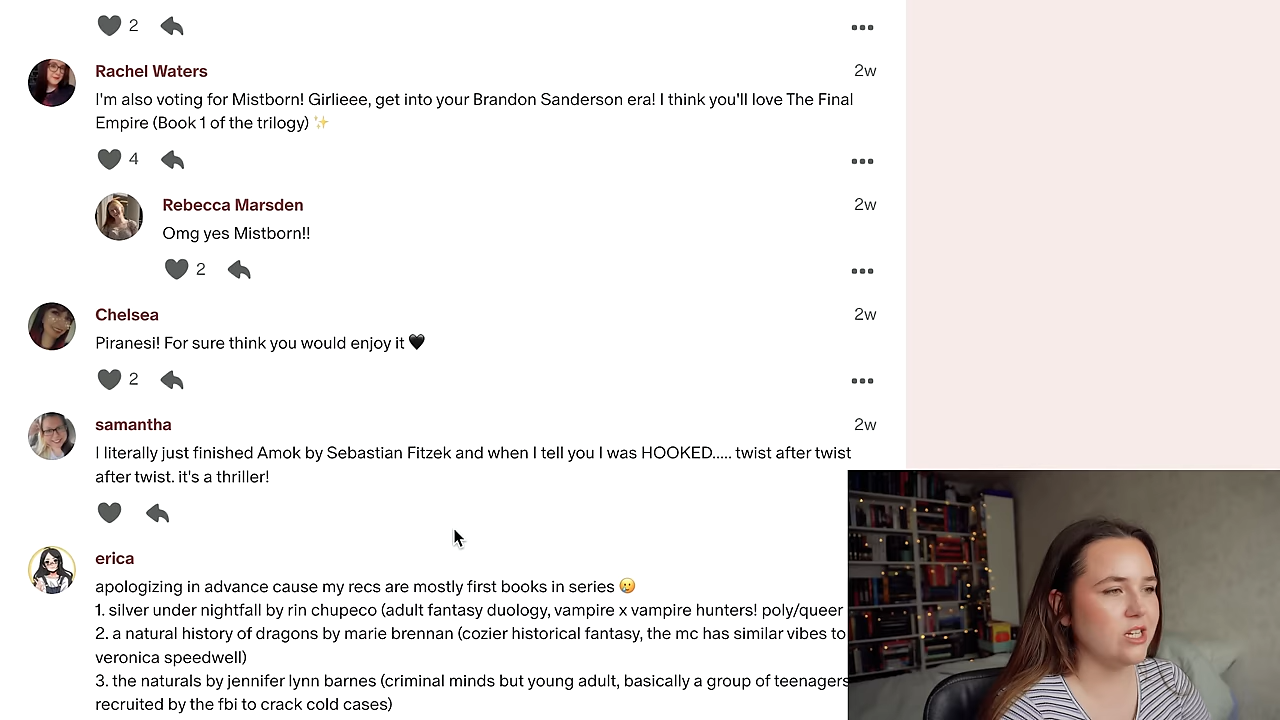 2
Rachel Waters 2w
I'm also voting for Mistborn! Girlieee, get into your Brandon Sanderson era! I think you'll love The Final
Empire (Book 1 of the trilogy) ✨
4
Rebecca Marsden 2w
Omg yes Mistborn!!
2
Chelsea 2w
Piranesi! For sure think you would enjoy it 🖤
2
samantha 2w
I literally just finished Amok by Sebastian Fitzek and when I tell you I was HOOKED..... twist after twist
after twist. it's a thriller!
erica
apologizing in advance cause my recs are mostly first books in series 🥲
1. silver under nightfall by rin chupeco (adult fantasy duology, vampire x vampire hunters! poly/queer
2. a natural history of dragons by marie brennan (cozier historical fantasy, the mc has similar vibes to
veronica speedwell)
3. the naturals by jennifer lynn barnes (criminal minds but young adult, basically a group of teenagers
recruited by the fbi to crack cold cases)